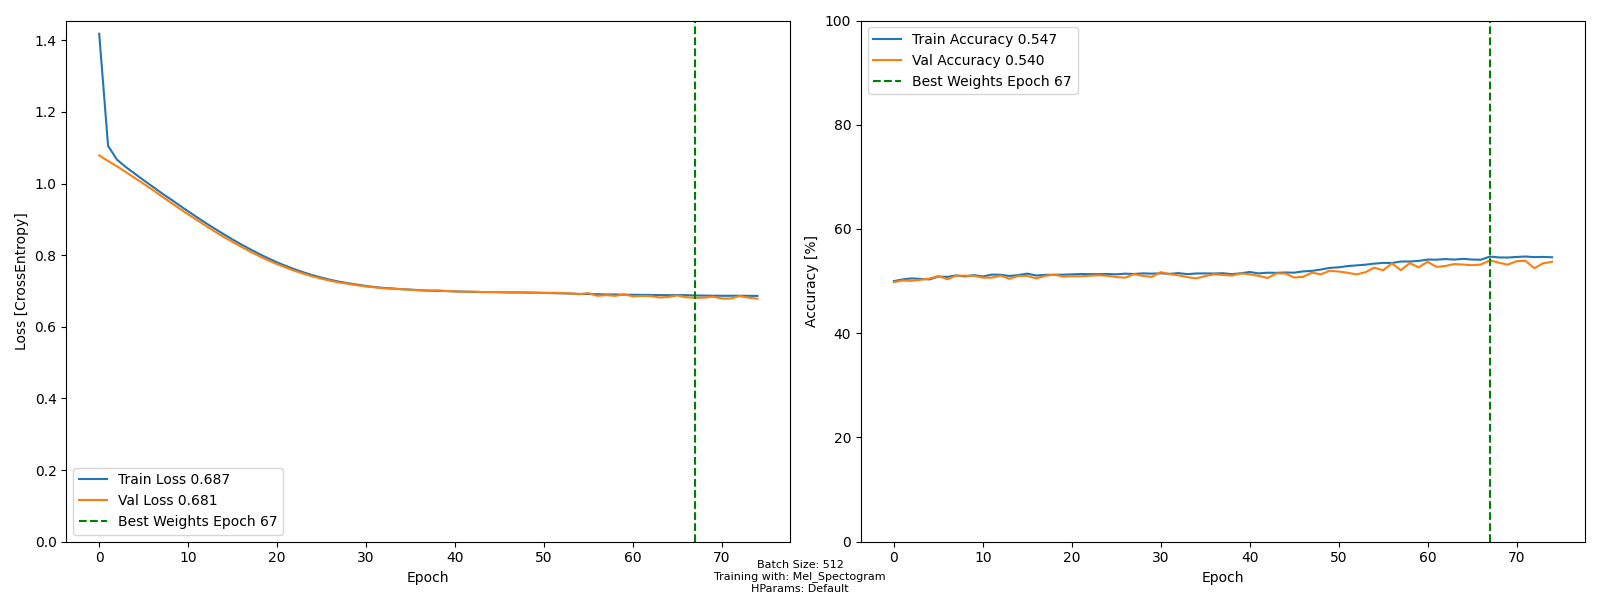 1.4
1.2
1.0
0.8
0.6
0.4
0.2
0.0
Loss [CrossEntropy]
Train Loss 0.687
Val Loss 0.681
Best Weights Epoch 67
0 10 20 30 40 50 60 70
Epoch
100
80
60
40
20
0
Accuracy [%]
Train Accuracy 0.547
Val Accuracy 0.540
Best Weights Epoch 67
0 10 20 30 40 50 60 70
Epoch
Batch Size: 512
Training with: Mel_Spectogram
HParams: Default